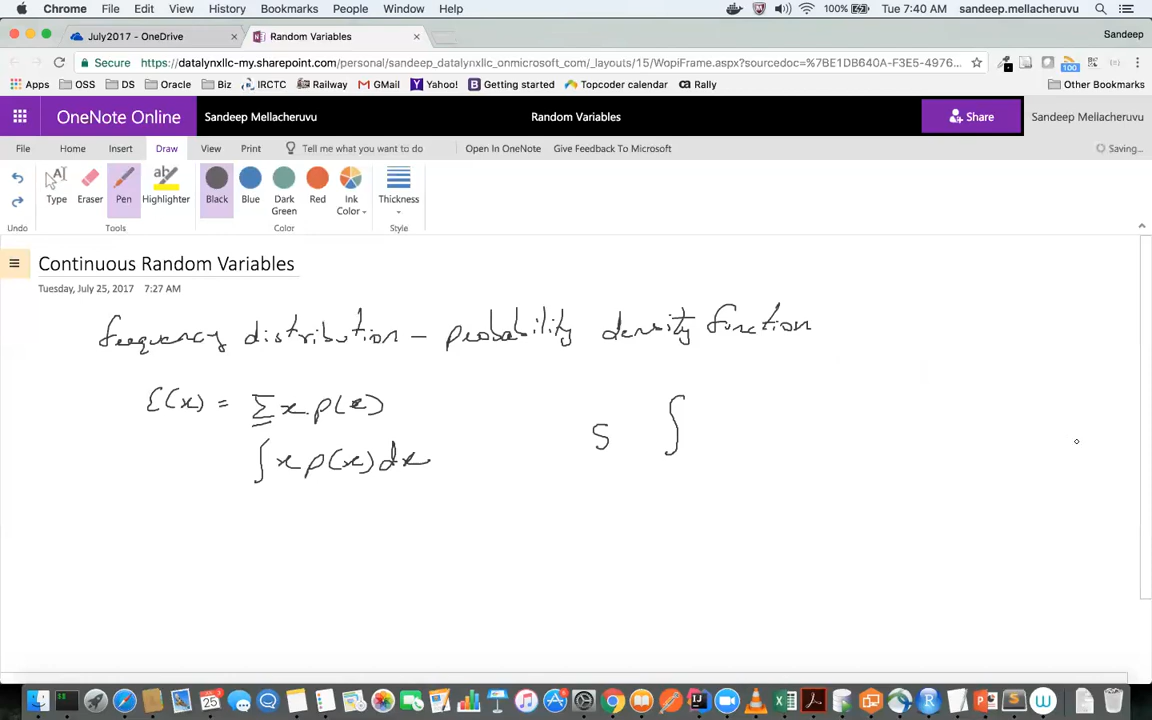 Chrome File Edit View History Bookmarks People Window Help 100% Tue 7:40 AM sandeep.mellacheruvu
July2017 - OneDrive × Random Variables × Sandeep
Secure https://datalynxllc-my.sharepoint.com/personal/sandeep_datalynxllc_onmicrosoft_com/_layouts/15/WopiFrame.aspx?sourcedoc=%7BE1DB640A-F3E5-4976... 100
Apps OSS DS Oracle Biz IRCTC Railway GMail Yahoo! Getting started Topcoder calendar Rally Other Bookmarks
OneNote Online Sandeep Mellacheruvu Random Variables Share Sandeep Mellacheruvu
File Home Insert Draw View Print Tell me what you want to do Open In OneNote Give Feedback To Microsoft Saving...
Type Eraser Pen Highlighter Black Blue Dark Green Red Ink Color Thickness
Undo Tools Color Style
Continuous Random Variables
Tuesday, July 25, 2017 7:27 AM
frequency distribution - probability density function
E(x) = ∑ x.p(x)
∫ x p(x) dx S ∫
25